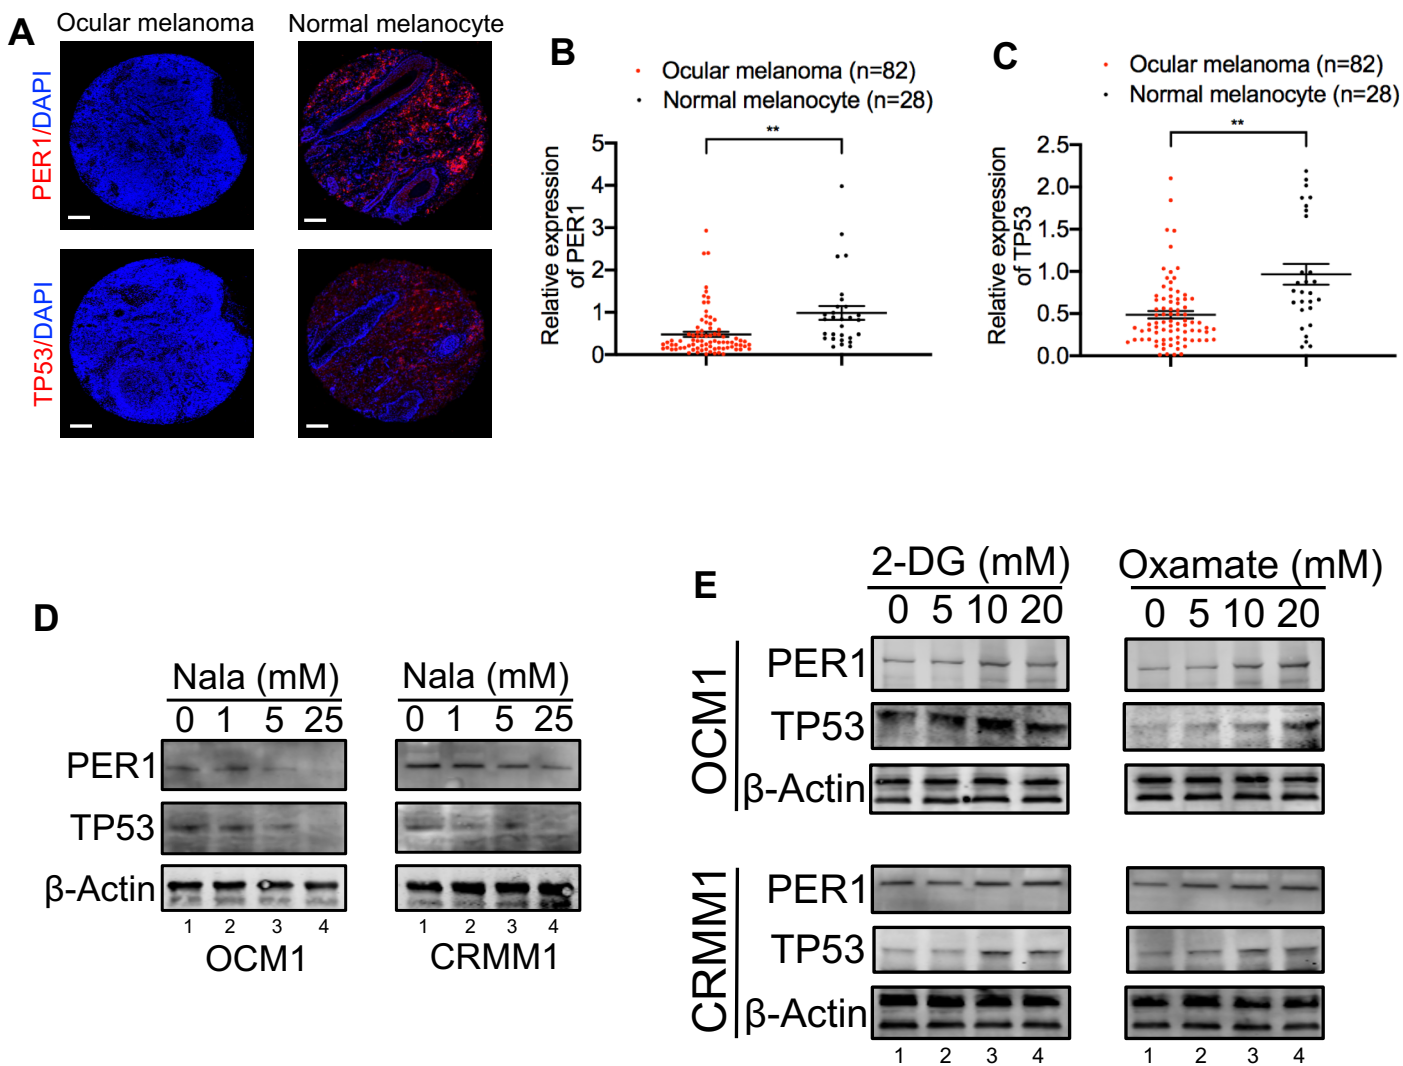 A
Ocular melanoma
Normal melanocyte
PER1/DAPI
TP53/DAPI
B
Ocular melanoma (n=82)
Normal melanocyte (n=28)
**
Relative expression
of PER1
5
4
3
2
1
0
C
Ocular melanoma (n=82)
Normal melanocyte (n=28)
**
Relative expression
of TP53
2.5
2.0
1.5
1.0
0.5
0.0
D
Nala (mM)
0 1 5 25
Nala (mM)
0 1 5 25
PER1
TP53
β-Actin
1 2 3 4
1 2 3 4
OCM1
CRMM1
E
2-DG (mM)
0 5 10 20
Oxamate (mM)
0 5 10 20
OCM1
PER1
TP53
β-Actin
CRMM1
PER1
TP53
β-Actin
1 2 3 4
1 2 3 4